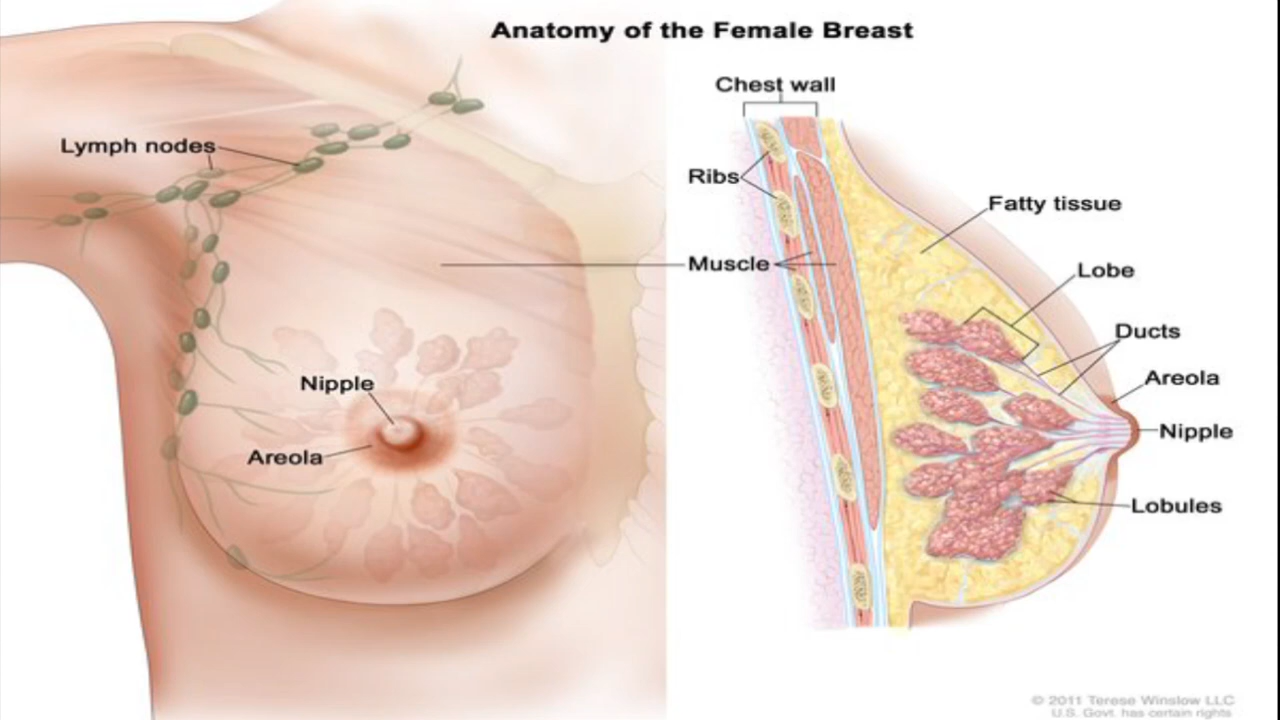 Anatomy of the Female Breast
Lymph nodes
Nipple
Areola
Chest wall
Ribs
Muscle
Fatty tissue
Lobe
Ducts
Areola
Nipple
Lobules
© 2011 Terese Winslow LLC
U.S. Govt. has certain rights